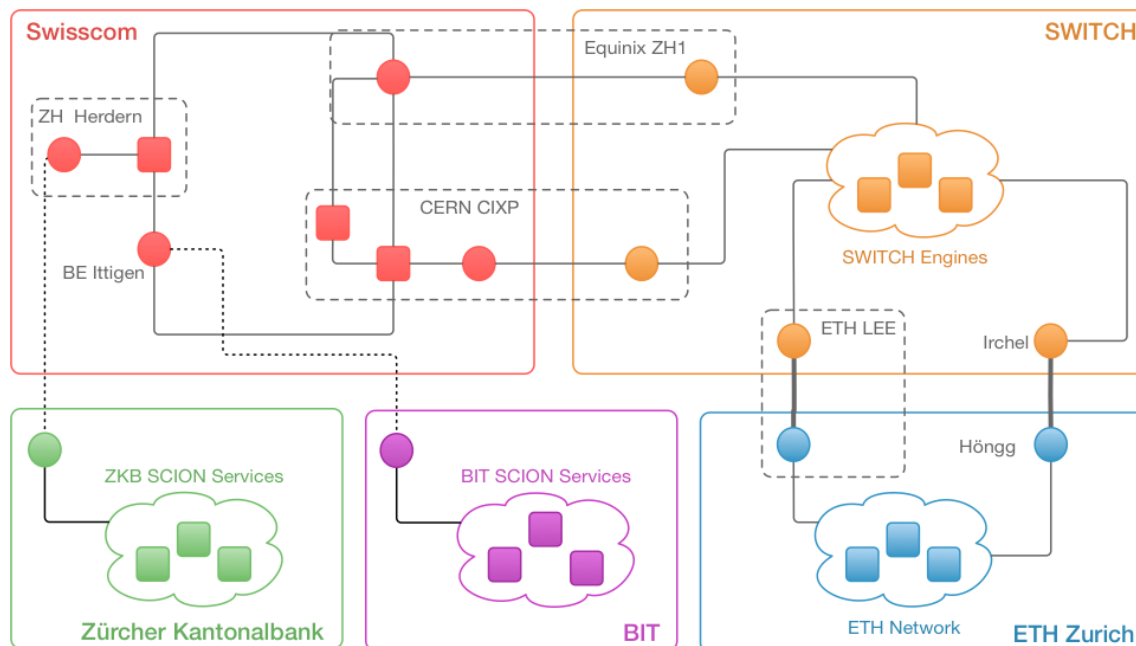 Swisscom
Equinix ZH1
SWITCH
ZH Herdern
CERN CIXP
BE Ittigen
SWITCH Engines
ETH LEE
Irchel
ZKB SCION Services
BIT SCION Services
Höngg
Zürcher Kantonalbank
BIT
ETH Network
ETH Zurich